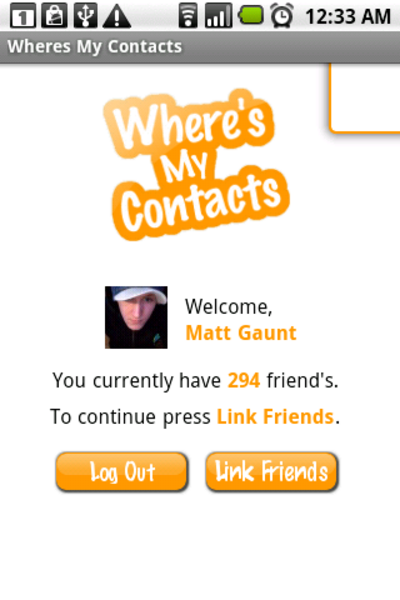 1 12:33 AM
Wheres My Contacts
Where's
My
Contacts
Welcome,
Matt Gaunt
You currently have 294 friend's.
To continue press Link Friends.
Log Out Link Friends